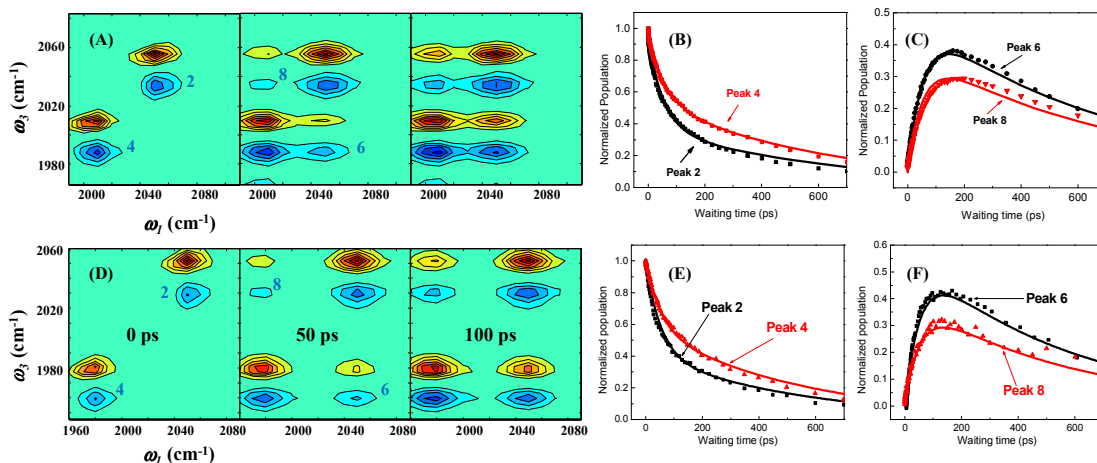 (A)
2
8
4
6
2060
2020
1980
ω₃ (cm⁻¹)
2000 2040 2080 2000 2040 2080 2000 2040 2080
ω₁ (cm⁻¹)
(B)
Peak 4
Peak 2
Normalized Population
1.0
0.8
0.6
0.4
0.2
0.0
0 200 400 600
Waiting time (ps)
(C)
Peak 6
Peak 8
Normalized Population
0.5
0.4
0.3
0.2
0.1
0.0
0 200 400 600 800
Waiting time (ps)
(D)
2
8
0 ps 50 ps 100 ps
4
6
2060
2020
1980
ω₃ (cm⁻¹)
1960 2000 2040 2080 2000 2040 2080 2000 2040 2080
ω₁ (cm⁻¹)
(E)
Peak 2
Peak 4
Normalized population
1.0
0.8
0.6
0.4
0.2
0.0
0 200 400 600
Waiting time (ps)
(F)
Peak 6
Peak 8
Normalized population
0.6
0.5
0.4
0.3
0.2
0.1
0.0
0 200 400 600 800
Waiting time (ps)